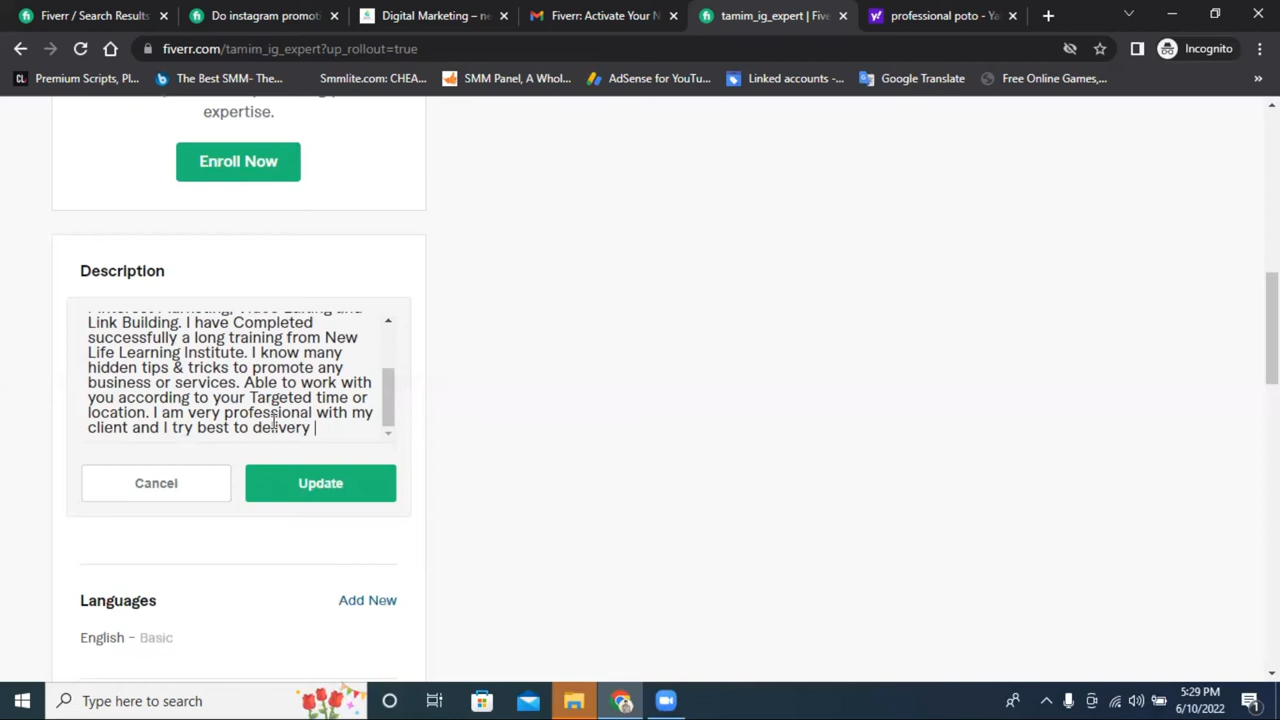 Fiverr / Search Results
Do instagram promoti
Digital Marketing – ne
Fiverr: Activate Your N
tamim_ig_expert | Five
professional poto - Ya
fiverr.com/tamim_ig_expert?up_rollout=true
Incognito
Premium Scripts, Pl...
The Best SMM- The...
Smmlite.com: CHEA...
SMM Panel, A Whol...
AdSense for YouTu...
Linked accounts -...
Google Translate
Free Online Games,...
expertise.
Enroll Now
Description
Link Building. I have Completed
successfully a long training from New
Life Learning Institute. I know many
hidden tips & tricks to promote any
business or services. Able to work with
you according to your Targeted time or
location. I am very professional with my
client and I try best to delivery
Cancel
Update
Languages
Add New
English - Basic
Type here to search
5:29 PM
6/10/2022